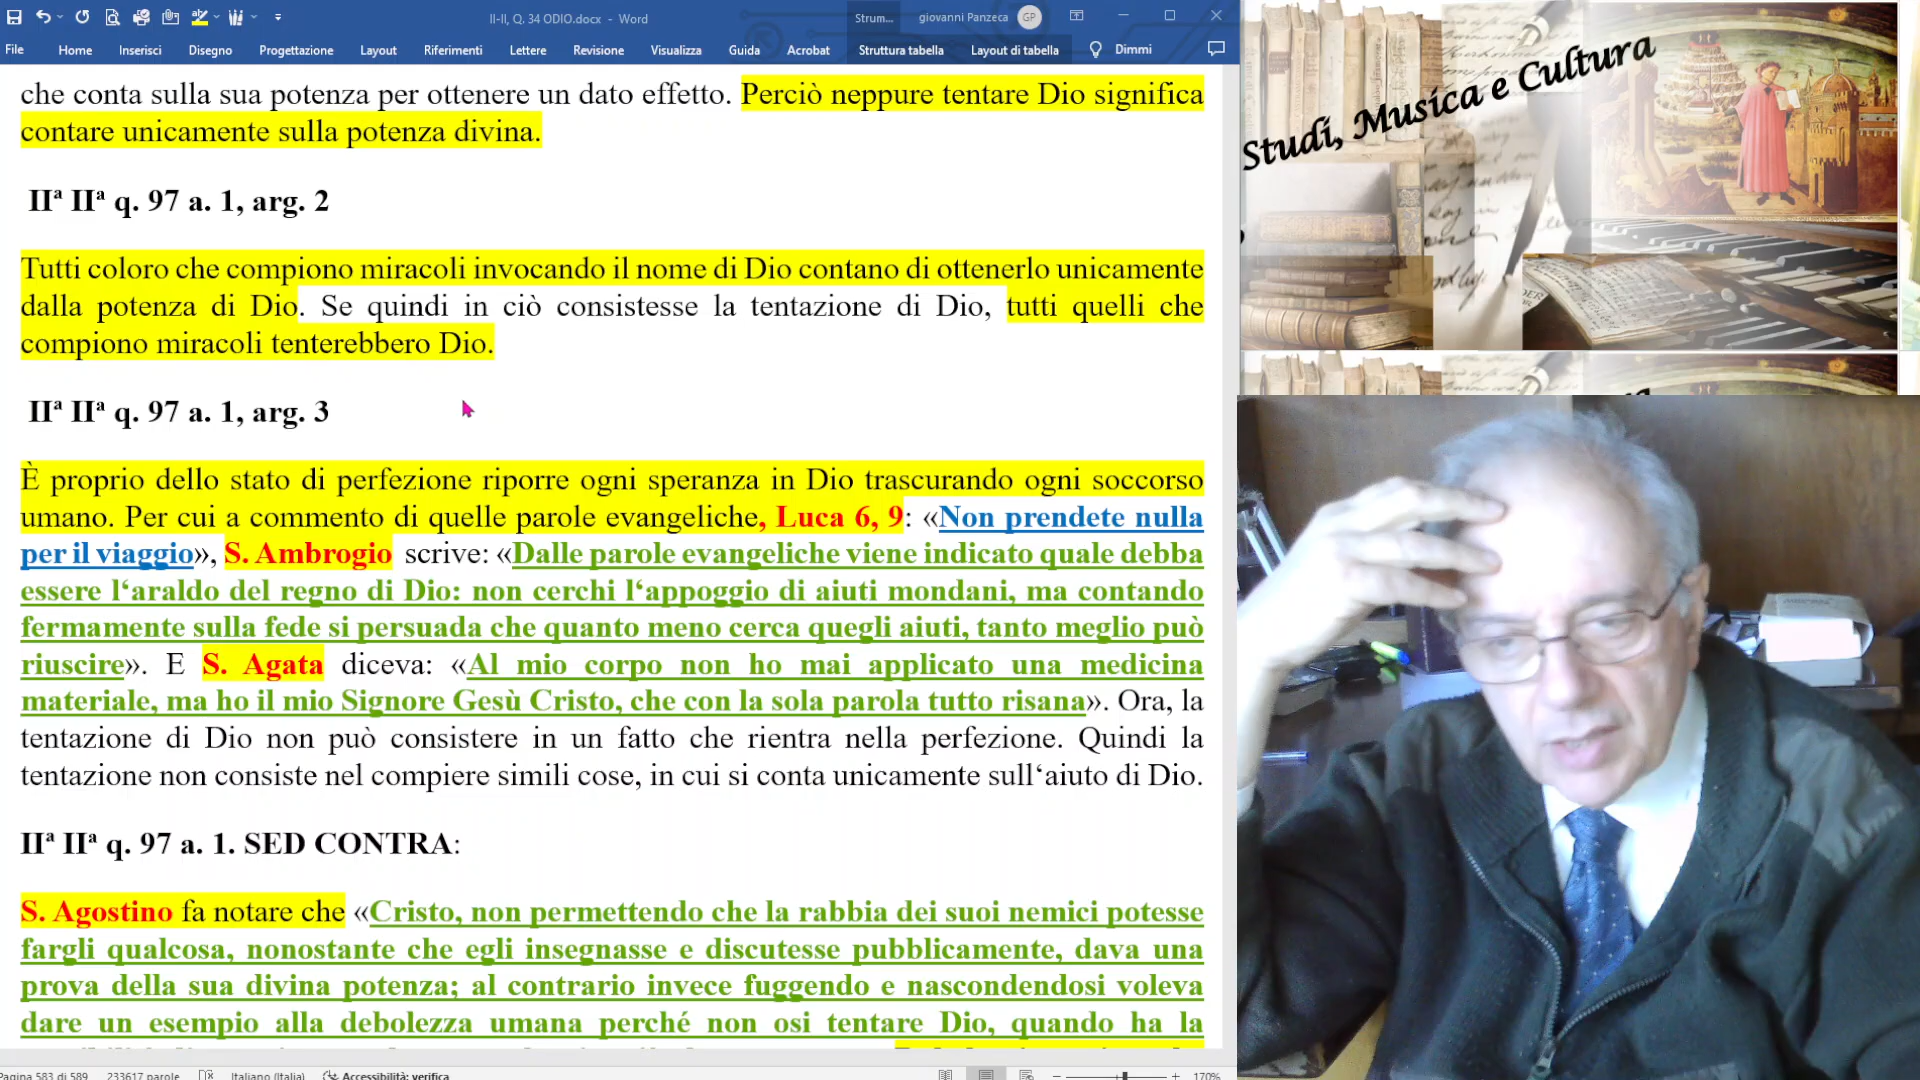 II-II, Q. 34 ODIO.docx - Word
Strum...
giovanni Panzeca
GP
File Home Inserisci Disegno Progettazione Layout Riferimenti Lettere Revisione Visualizza Guida Acrobat Struttura tabella Layout di tabella Dimmi
che conta sulla sua potenza per ottenere un dato effetto. Perciò neppure tentare Dio significa
contare unicamente sulla potenza divina.
IIª IIª q. 97 a. 1, arg. 2
Tutti coloro che compiono miracoli invocando il nome di Dio contano di ottenerlo unicamente
dalla potenza di Dio. Se quindi in ciò consistesse la tentazione di Dio, tutti quelli che
compiono miracoli tenterebbero Dio.
IIª IIª q. 97 a. 1, arg. 3
È proprio dello stato di perfezione riporre ogni speranza in Dio trascurando ogni soccorso
umano. Per cui a commento di quelle parole evangeliche, Luca 6, 9: «Non prendete nulla
per il viaggio», S. Ambrogio scrive: «Dalle parole evangeliche viene indicato quale debba
essere l‘araldo del regno di Dio: non cerchi l‘appoggio di aiuti mondani, ma contando
fermamente sulla fede si persuada che quanto meno cerca quegli aiuti, tanto meglio può
riuscire». E S. Agata diceva: «Al mio corpo non ho mai applicato una medicina
materiale, ma ho il mio Signore Gesù Cristo, che con la sola parola tutto risana». Ora, la
tentazione di Dio non può consistere in un fatto che rientra nella perfezione. Quindi la
tentazione non consiste nel compiere simili cose, in cui si conta unicamente sull‘aiuto di Dio.
IIª IIª q. 97 a. 1. SED CONTRA:
S. Agostino fa notare che «Cristo, non permettendo che la rabbia dei suoi nemici potesse
fargli qualcosa, nonostante che egli insegnasse e discutesse pubblicamente, dava una
prova della sua divina potenza; al contrario invece fuggendo e nascondendosi voleva
dare un esempio alla debolezza umana perché non osi tentare Dio, quando ha la
Pagina 583 di 589 233617 parole Italiano (Italia) Accessibilità: verifica 170%
Studi, Musica e Cultura